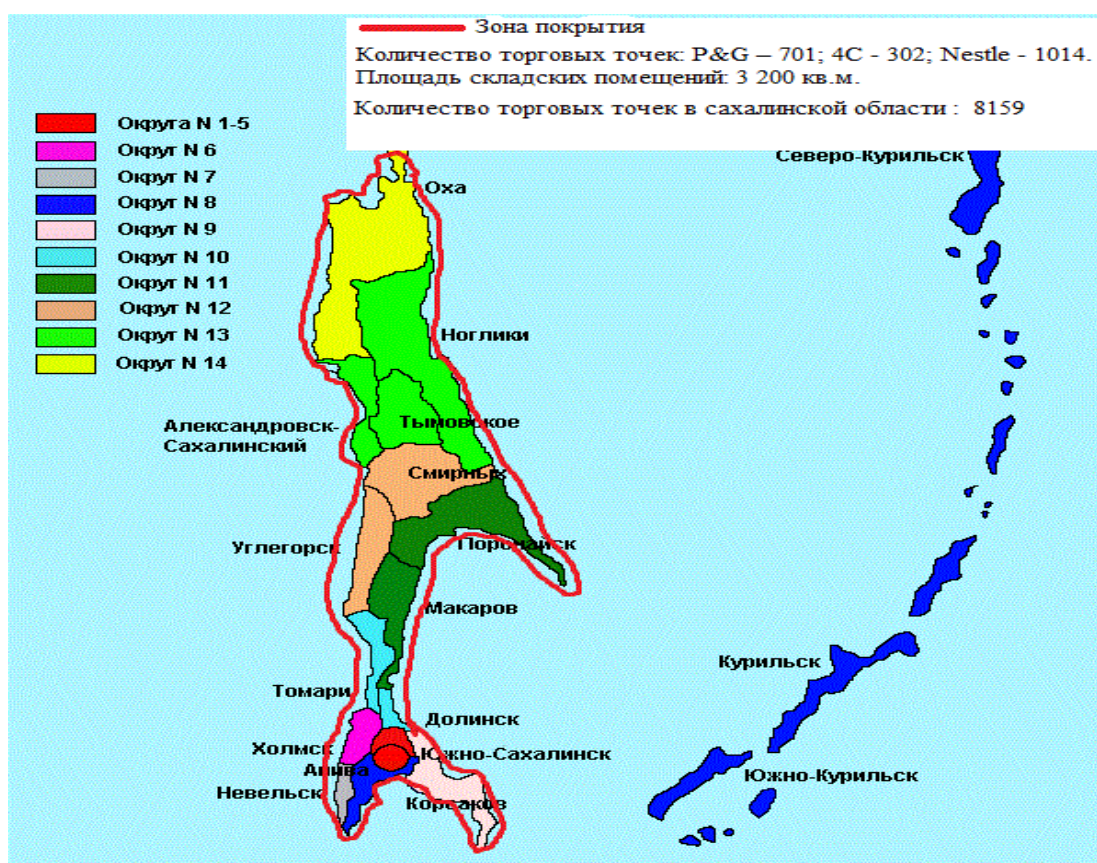 Зона покрытия
Количество торговых точек: P&G – 701; 4C - 302; Nestle - 1014.
Площадь складских помещений: 3 200 кв.м.
Количество торговых точек в сахалинской области : 8159
Округа N 1-5
Округ N 6
Округ N 7
Округ N 8
Округ N 9
Округ N 10
Округ N 11
Округ N 12
Округ N 13
Округ N 14
Северо-Курильск
Оха
Ноглики
Александровск-
Сахалинский
Тымовское
Смирных
Углегорск
Поронайск
Макаров
Курильск
Томари
Долинск
Холмск
Южно-Сахалинск
Анива
Невельск
Корсаков
Южно-Курильск